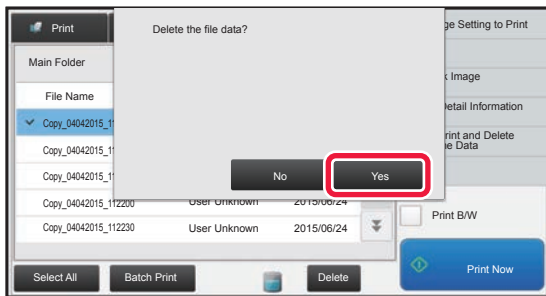 Print
Delete the file data?
ge Setting to Print
Main Folder
k Image
File Name
Detail Information
Copy_04042015_11
rint and Delete
e Data
Copy_04042015_1
Copy_04042015_11
No
Yes
Copy_04042015_112200 User Unknown 2015/06/24
Print B/W
Copy_04042015_112230 User Unknown 2015/06/24
Select All
Batch Print
Delete
Print Now